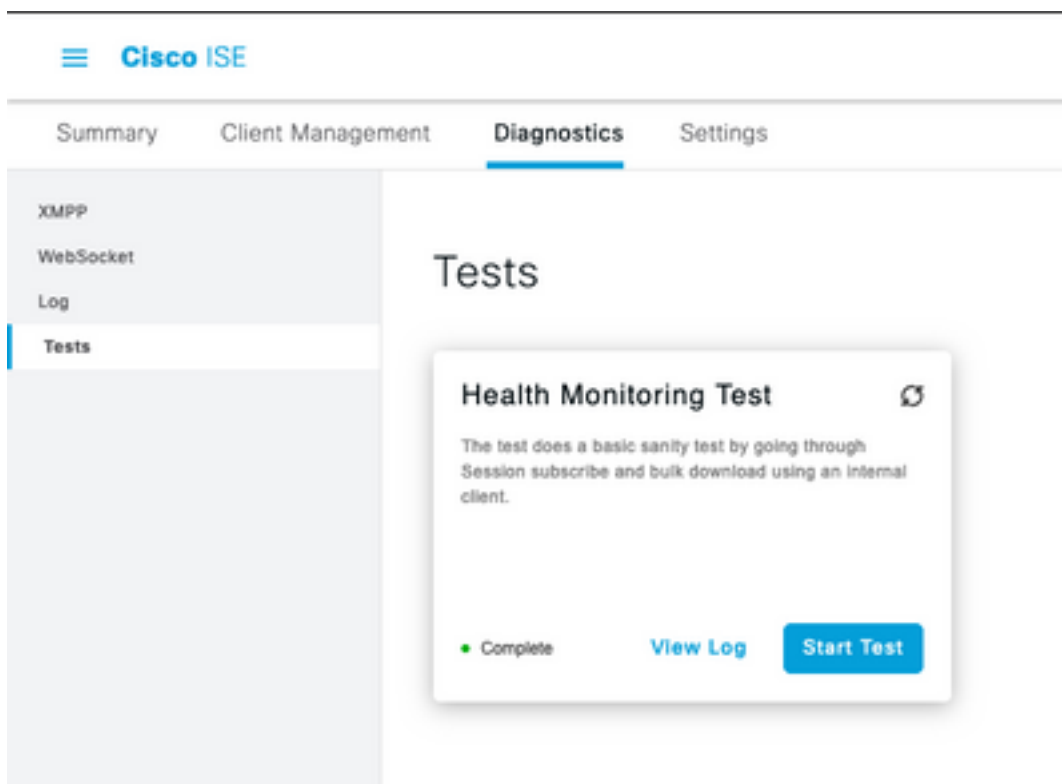 Cisco ISE
Summary Client Management Diagnostics Settings
XMPP
WebSocket
Log
Tests
Tests
Health Monitoring Test
The test does a basic sanity test by going through
Session subscribe and bulk download using an internal
client.
Complete View Log Start Test